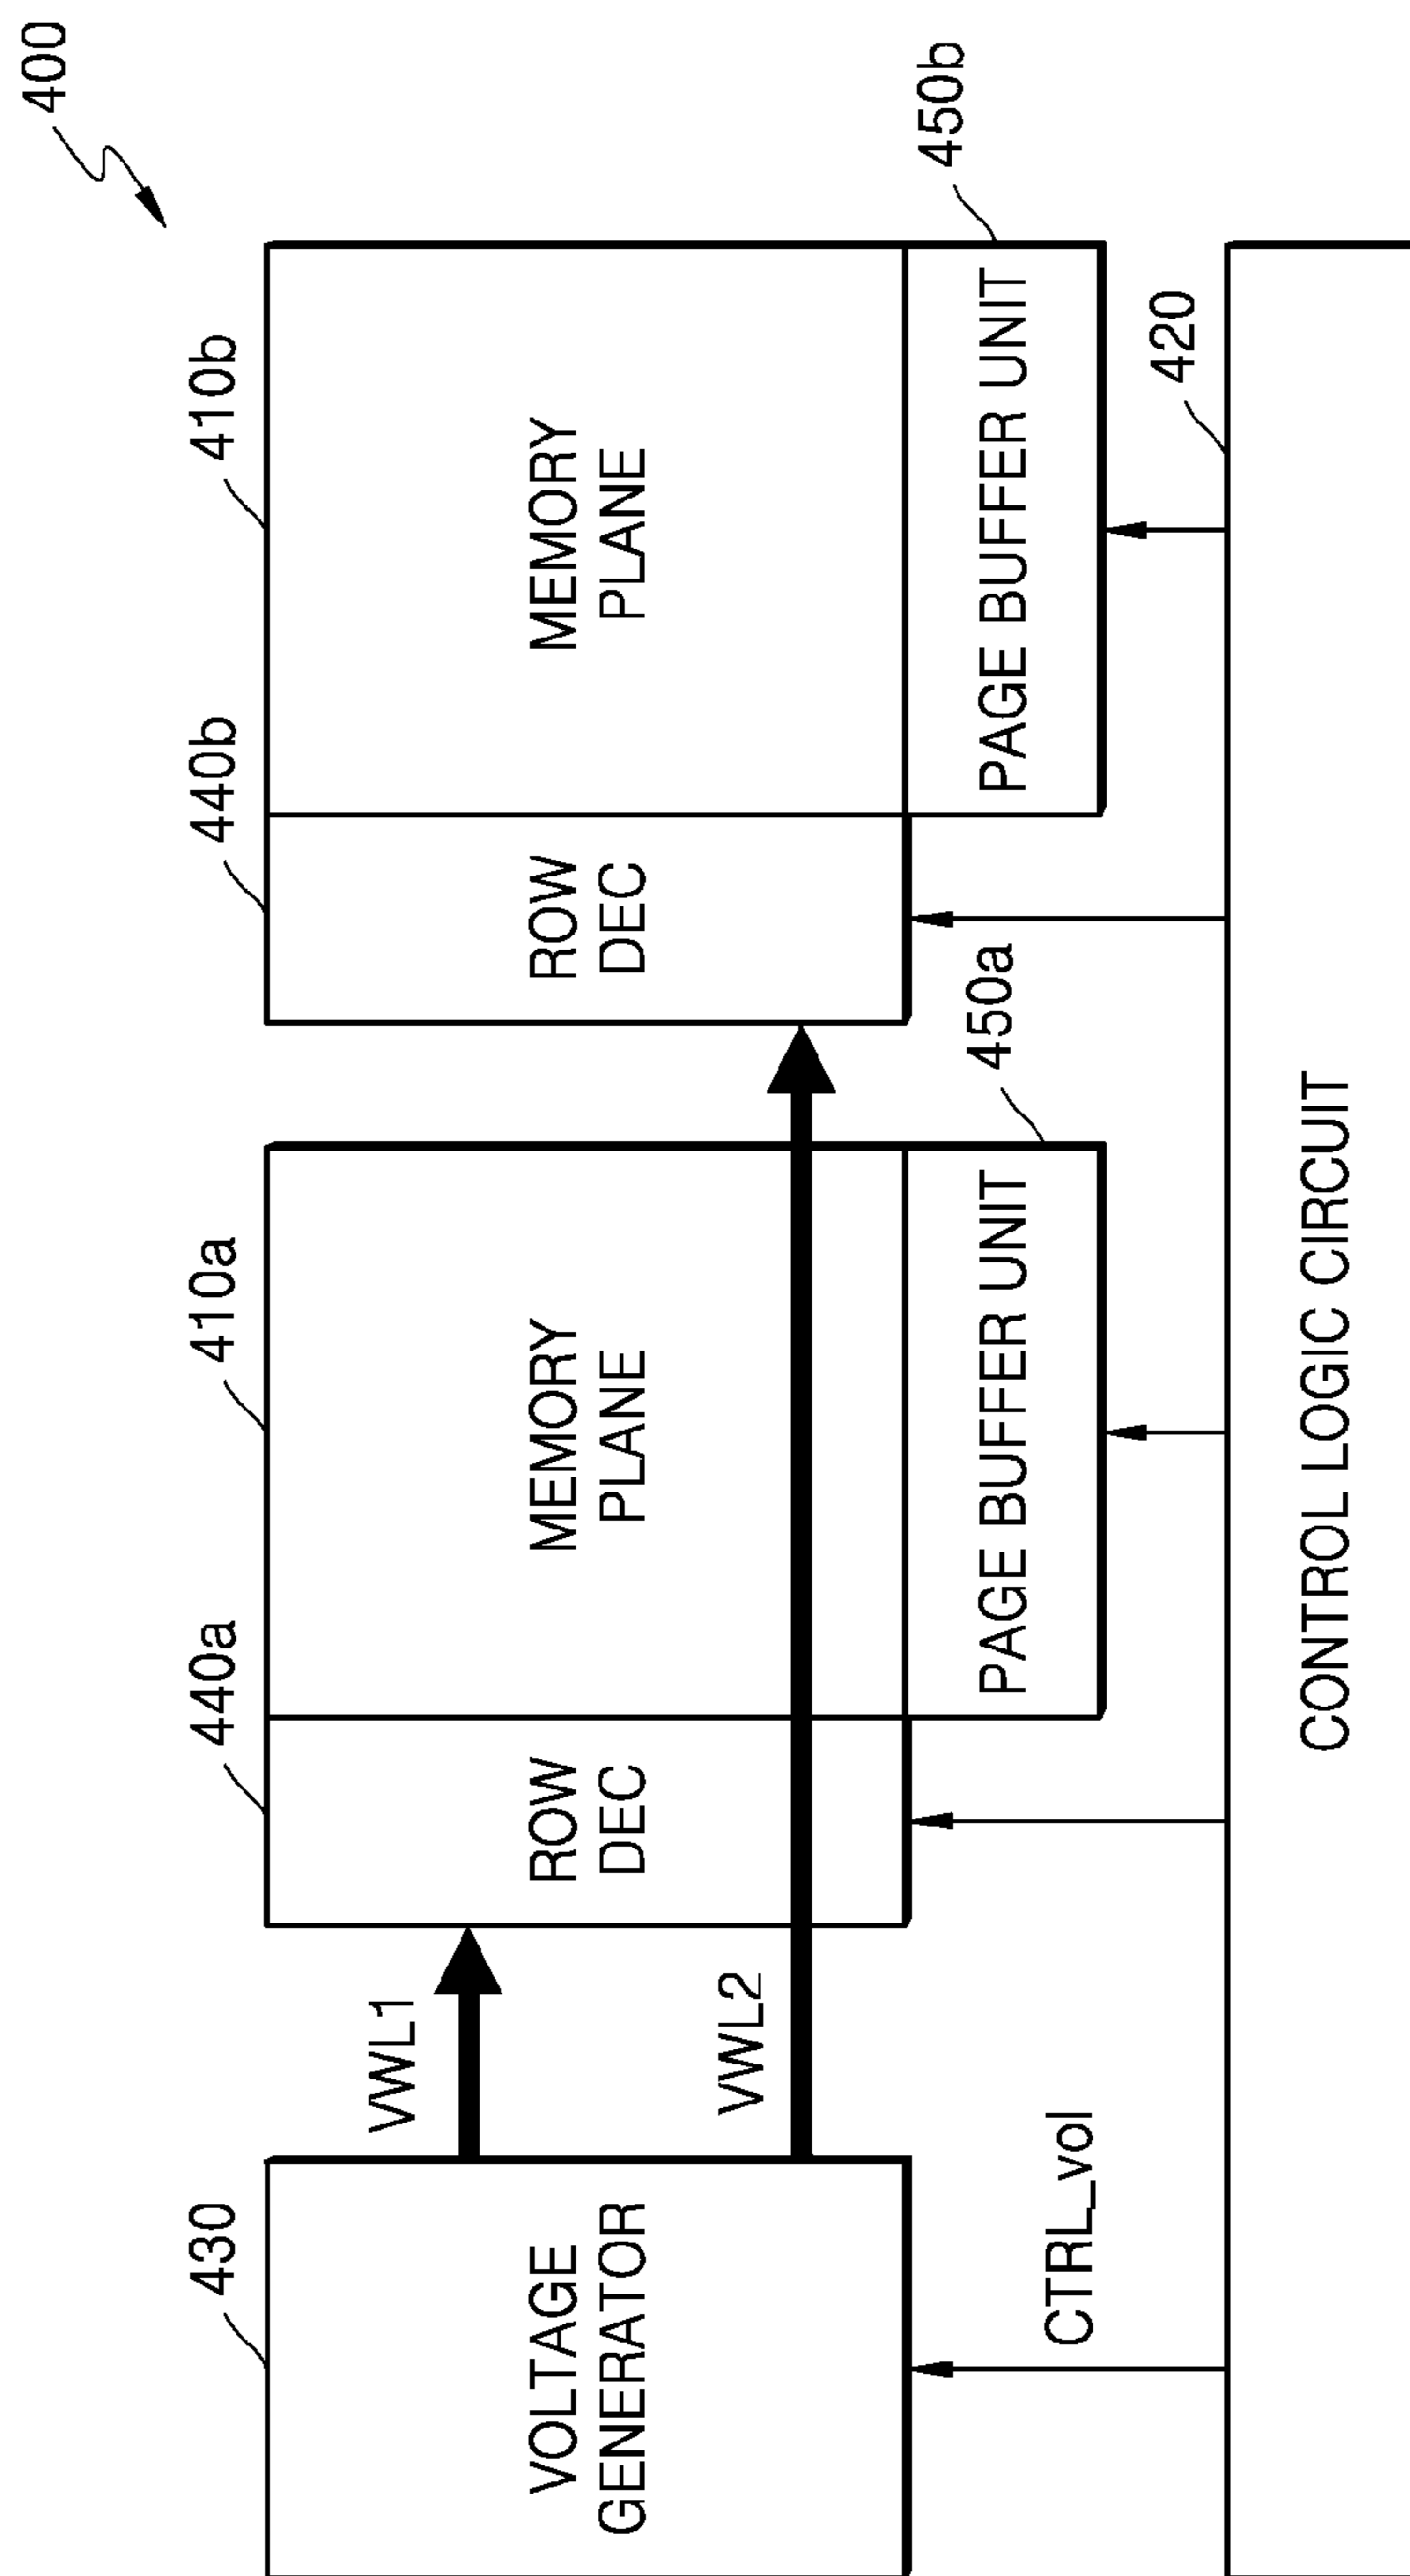 400
430
440a
410a
440b
410b
VOLTAGE
GENERATOR
VWL1
VWL2
ROW
DEC
MEMORY
PLANE
ROW
DEC
MEMORY
PLANE
PAGE BUFFER UNIT
450a
PAGE BUFFER UNIT
450b
CTRL_vol
420
CONTROL LOGIC CIRCUIT